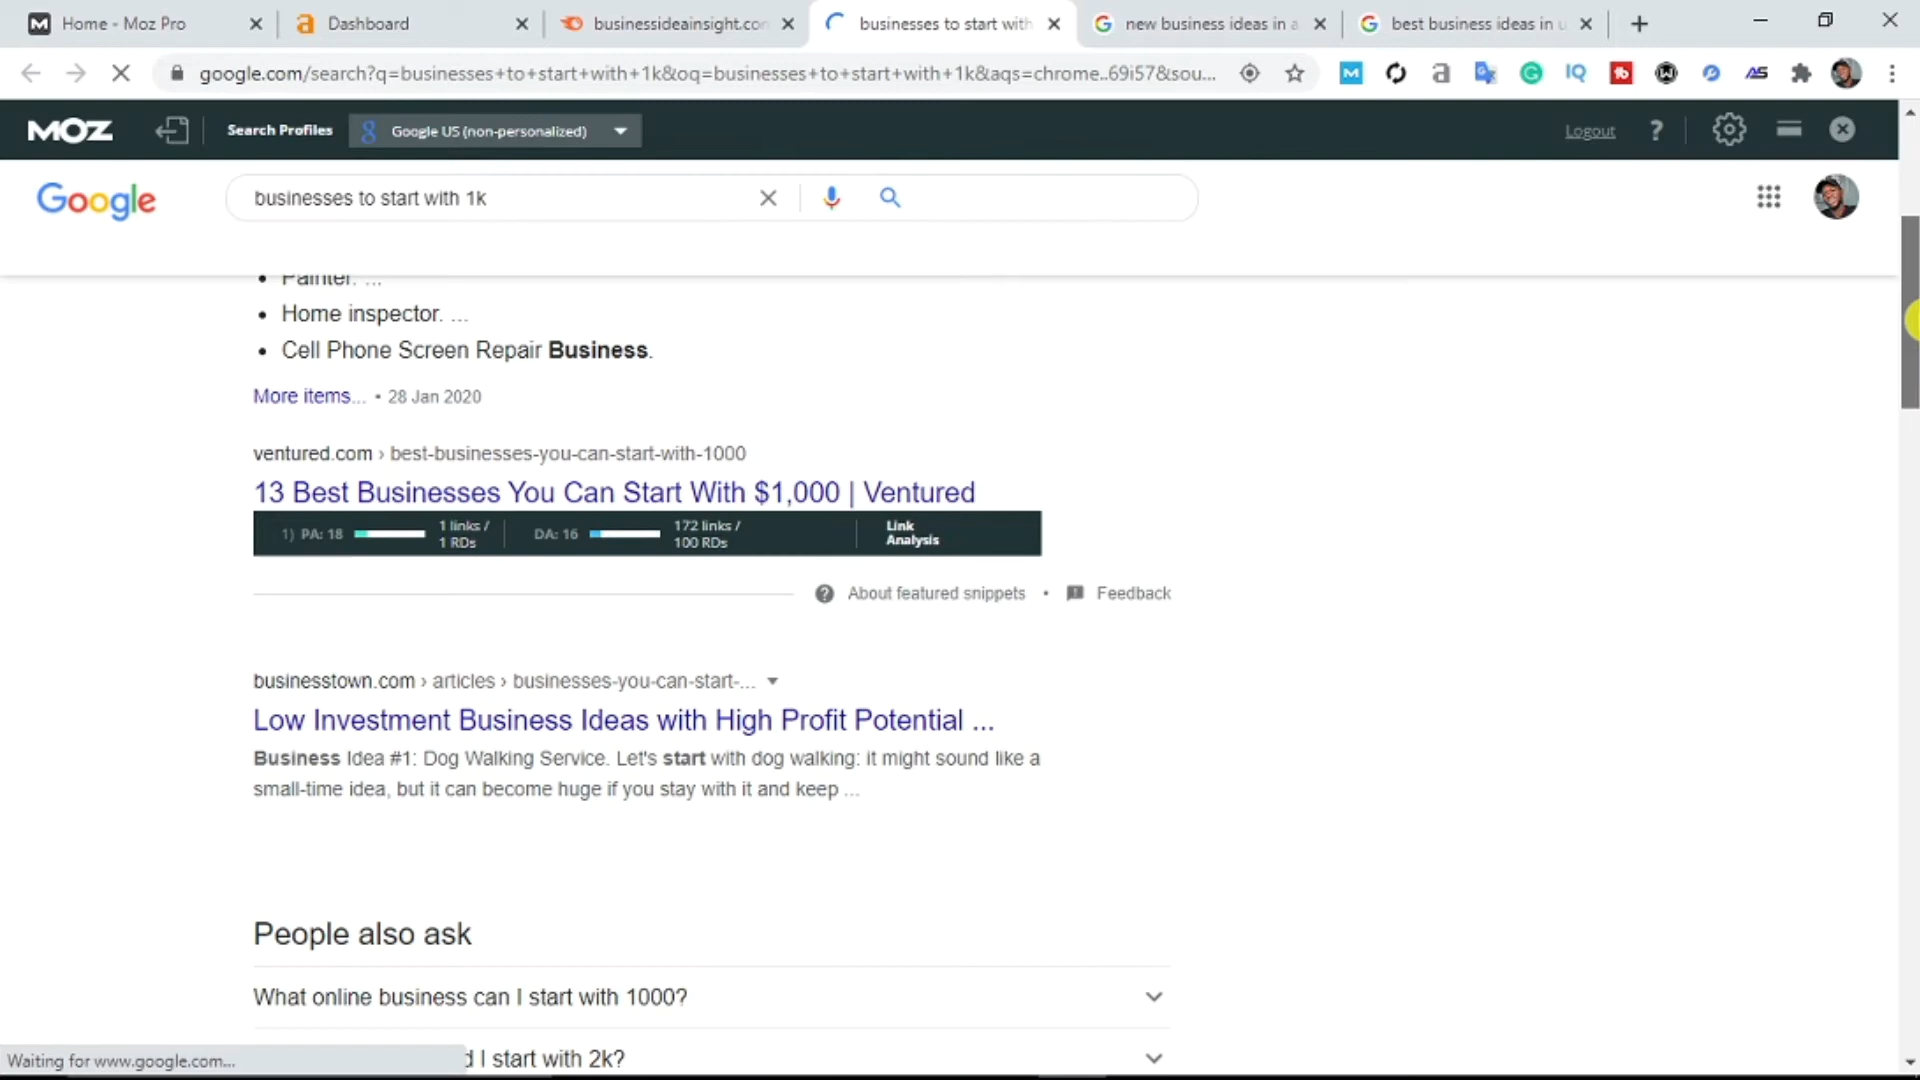 Home - Moz Pro
Dashboard
businessideainsight.con
businesses to start with
new business ideas in a
best business ideas in u
google.com/search?q=businesses+to+start+with+1k&oq=businesses+to+start+with+1k&aqs=chrome..69i57&sou...
MOZ
Search Profiles
Google US (non-personalized)
Logout
Google
businesses to start with 1k
Painter. ...
Home inspector. ...
Cell Phone Screen Repair Business.
More items... • 28 Jan 2020
ventured.com › best-businesses-you-can-start-with-1000
13 Best Businesses You Can Start With $1,000 | Ventured
1) PA: 18
1 links /
1 RDs
DA: 16
172 links /
100 RDs
Link
Analysis
About featured snippets • Feedback
businesstown.com › articles › businesses-you-can-start-...
Low Investment Business Ideas with High Profit Potential ...
Business Idea #1: Dog Walking Service. Let's start with dog walking: it might sound like a
small-time idea, but it can become huge if you stay with it and keep ...
People also ask
What online business can I start with 1000?
d I start with 2k?
Waiting for www.google.com...